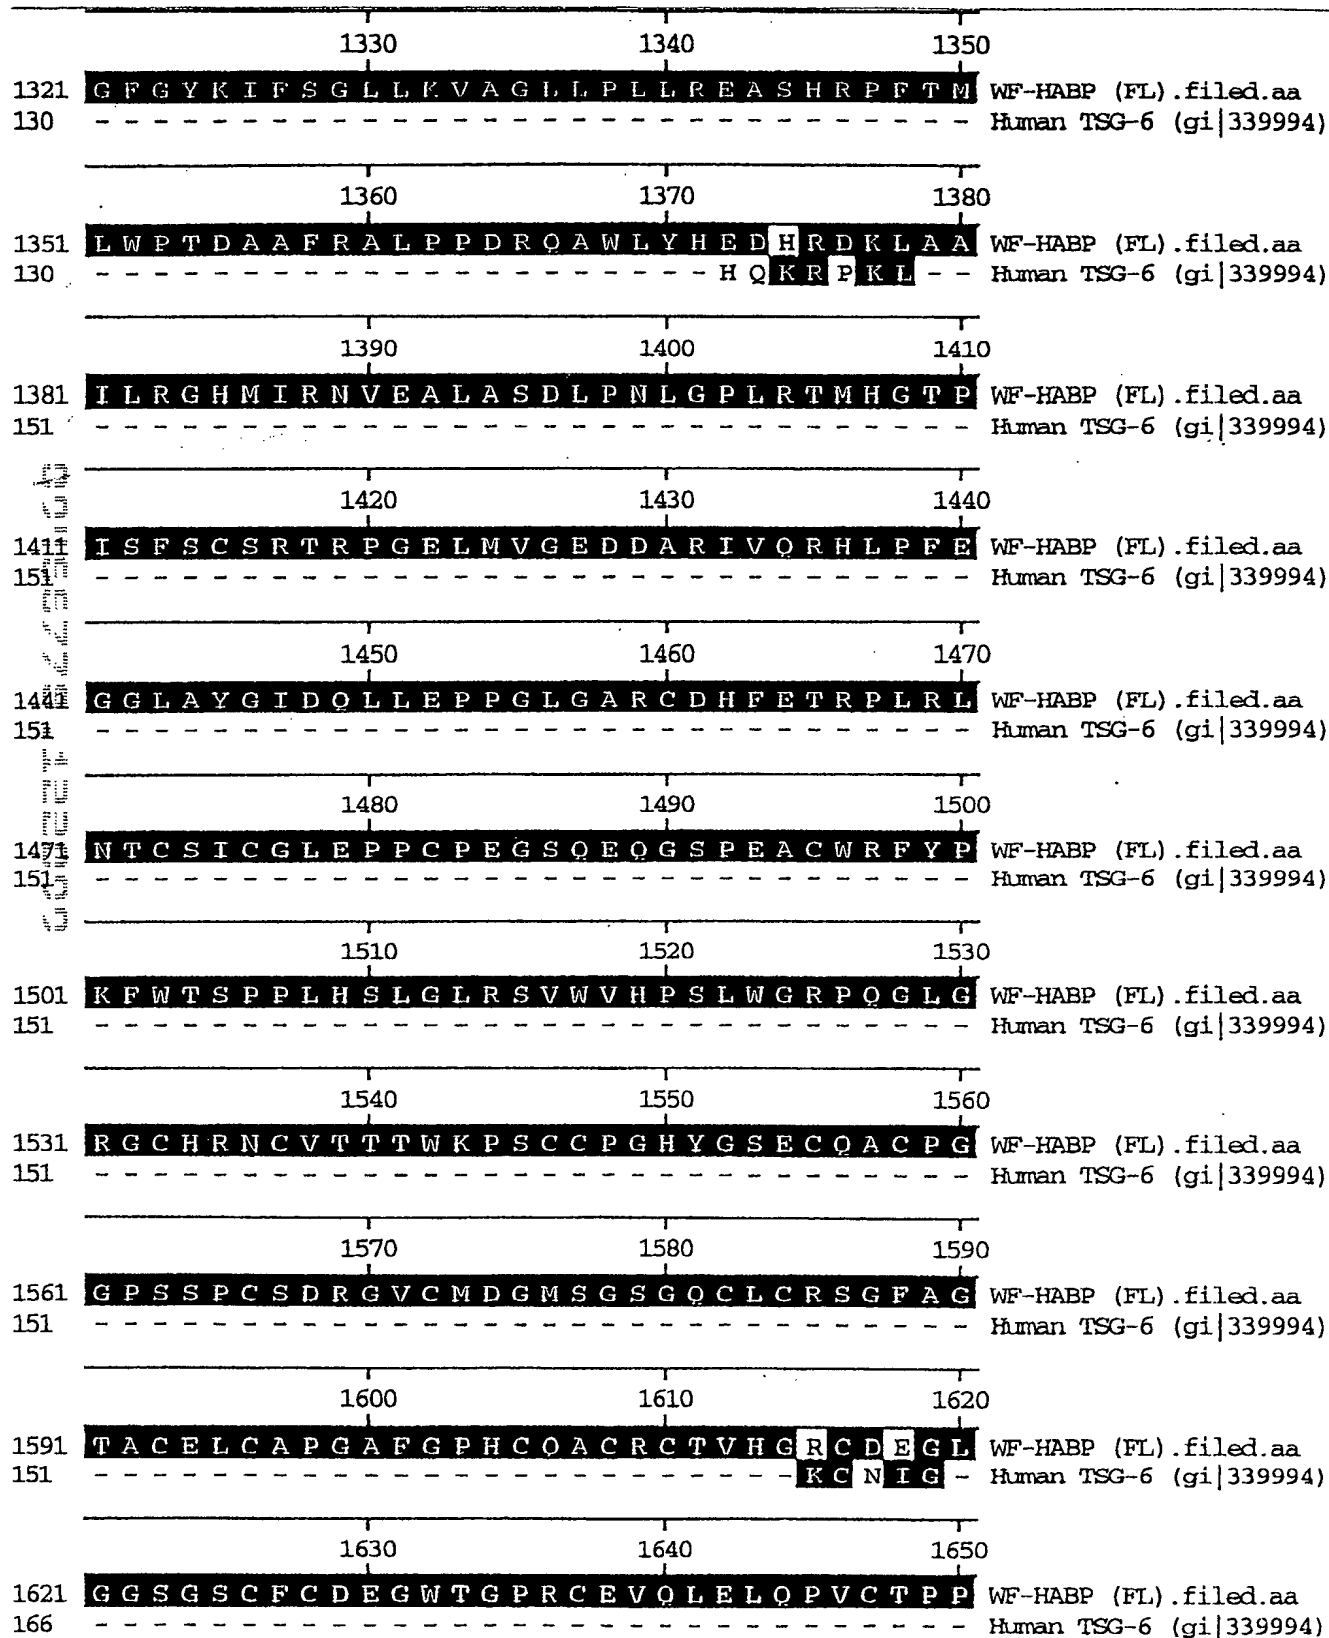 1330 1340 1350
1321 G F G Y K I F S G L L K V A G L L P L L R E A S H R P F T M WF-HABP (FL).filed.aa
130 - - - - - - - - - - - - - - - - - - - - - - - - - - - - - - Human TSG-6 (gi|339994)
1360 1370 1380
1351 L W P T D A A F R A L P P D R Q A W L Y H E D H R D K L A A WF-HABP (FL).filed.aa
130 - - - - - - - - - - - - - - - - - - - - - H Q K R P K L - - Human TSG-6 (gi|339994)
1390 1400 1410
1381 I L R G H M I R N V E A L A S D L P N L G P L R T M H G T P WF-HABP (FL).filed.aa
151 - - - - - - - - - - - - - - - - - - - - - - - - - - - - - - Human TSG-6 (gi|339994)
1420 1430 1440
1411 I S F S C S R T R P G E L M V G E D D A R I V Q R H L P F E WF-HABP (FL).filed.aa
151 - - - - - - - - - - - - - - - - - - - - - - - - - - - - - - Human TSG-6 (gi|339994)
1450 1460 1470
1441 G G L A Y G I D Q L L E P P G L G A R C D H F E T R P L R L WF-HABP (FL).filed.aa
151 - - - - - - - - - - - - - - - - - - - - - - - - - - - - - - Human TSG-6 (gi|339994)
1480 1490 1500
1471 N T C S I C G L E P P C P E G S Q E Q G S P E A C W R F Y P WF-HABP (FL).filed.aa
151 - - - - - - - - - - - - - - - - - - - - - - - - - - - - - - Human TSG-6 (gi|339994)
1510 1520 1530
1501 K F W T S P P L H S L G L R S V W V H P S L W G R P Q G L G WF-HABP (FL).filed.aa
151 - - - - - - - - - - - - - - - - - - - - - - - - - - - - - - Human TSG-6 (gi|339994)
1540 1550 1560
1531 R G C H R N C V T T T W K P S C C P G H Y G S E C Q A C P G WF-HABP (FL).filed.aa
151 - - - - - - - - - - - - - - - - - - - - - - - - - - - - - - Human TSG-6 (gi|339994)
1570 1580 1590
1561 G P S S P C S D R G V C M D G M S G S G Q C L C R S G F A G WF-HABP (FL).filed.aa
151 - - - - - - - - - - - - - - - - - - - - - - - - - - - - - - Human TSG-6 (gi|339994)
1600 1610 1620
1591 T A C E L C A P G A F G P H C Q A C R C T V H G R C D E G L WF-HABP (FL).filed.aa
151 - - - - - - - - - - - - - - - - - - - - - - - - K C N I G - Human TSG-6 (gi|339994)
1630 1640 1650
1621 G G S G S C F C D E G W T G P R C E V Q L E L Q P V C T P P WF-HABP (FL).filed.aa
166 - - - - - - - - - - - - - - - - - - - - - - - - - - - - - - Human TSG-6 (gi|339994)